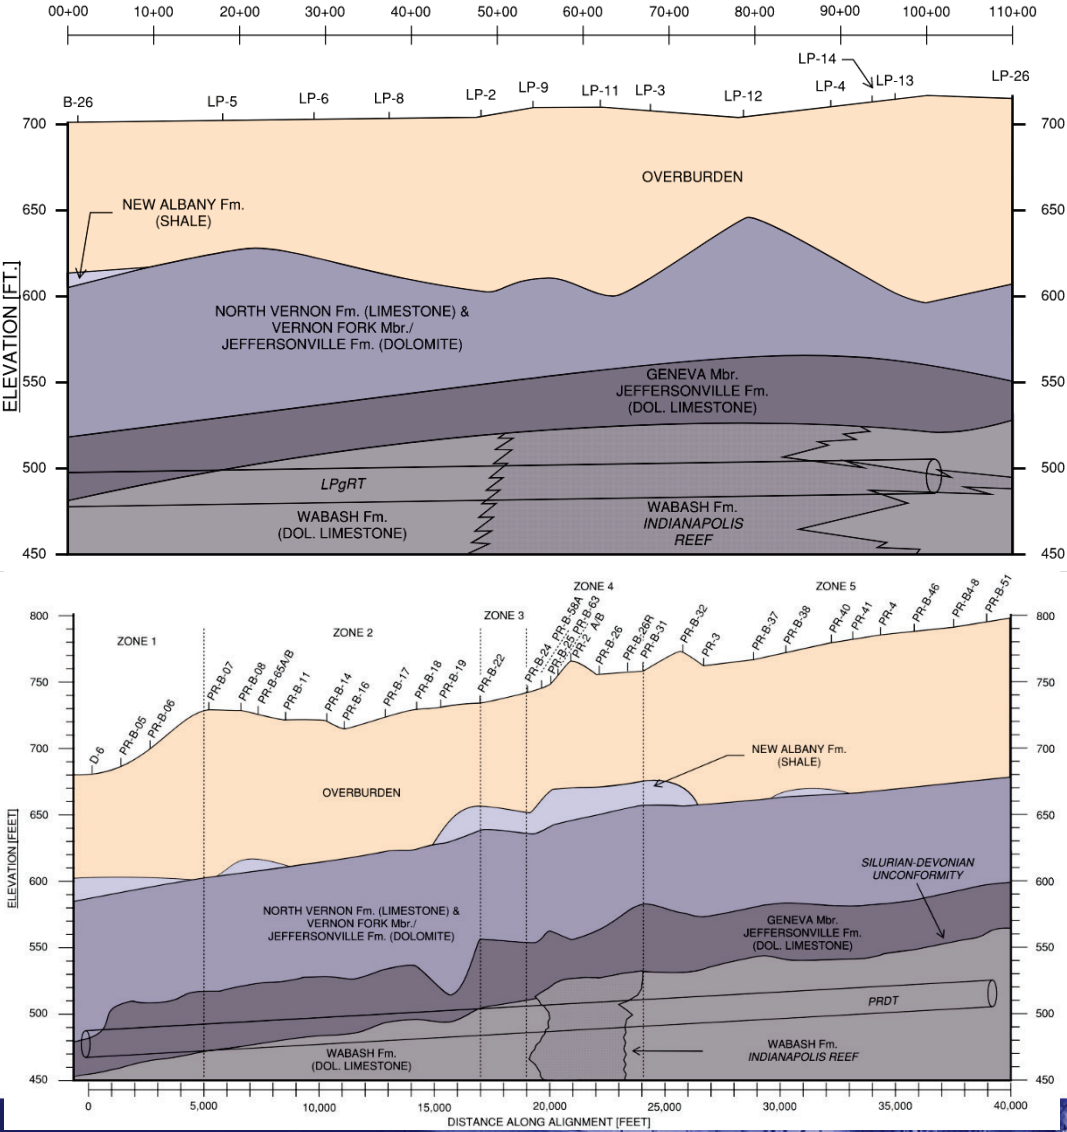 00+00 10+00 20+00 30+00 40+00 50+00 60+00 70+00 80+00 90+00 100+00 110+00
B-26 LP-5 LP-6 LP-8 LP-2 LP-9 LP-11 LP-3 LP-12 LP-14 LP-4 LP-13 LP-26
700 700
OVERBURDEN
NEW ALBANY Fm.
(SHALE)
650 650
600 600
ELEVATION [FT.]
NORTH VERNON Fm. (LIMESTONE) &
VERNON FORK Mbr./
JEFFERSONVILLE Fm. (DOLOMITE)
550 550
GENEVA Mbr.
JEFFERSONVILLE Fm.
(DOL. LIMESTONE)
500 500
LPgRT
WABASH Fm.
(DOL. LIMESTONE)
WABASH Fm.
INDIANAPOLIS
REEF
450 450
ZONE 1 ZONE 2 ZONE 3 ZONE 4 ZONE 5
D-6 PR-B-05 PR-B-06 PR-B-07 PR-B-08 PR-B-65A/B PR-B-11 PR-B-14 PR-B-16 PR-B-17 PR-B-18 PR-B-19 PR-B-22 PR-B-24 PR-B-58A PR-B-25 PR-B-63 PR-2 A/B PR-B-26 PR-B-26R PR-B-31 PR-B-32 PR-3 PR-B-37 PR-B-38 PR-40 PR-41 PR-4 PR-B-46 PR-B4-8 PR-B-51
800 800
750 750
700 700
NEW ALBANY Fm.
(SHALE)
OVERBURDEN
650 650
ELEVATION [FEET]
SILURIAN-DEVONIAN
UNCONFORMITY
600 600
NORTH VERNON Fm. (LIMESTONE) &
VERNON FORK Mbr./
JEFFERSONVILLE Fm. (DOLOMITE)
GENEVA Mbr.
JEFFERSONVILLE Fm.
(DOL. LIMESTONE)
550 550
500 500
PRDT
WABASH Fm.
(DOL. LIMESTONE)
WABASH Fm.
INDIANAPOLIS REEF
450 450
0 5,000 10,000 15,000 20,000 25,000 30,000 35,000 40,000
DISTANCE ALONG ALIGNMENT [FEET]